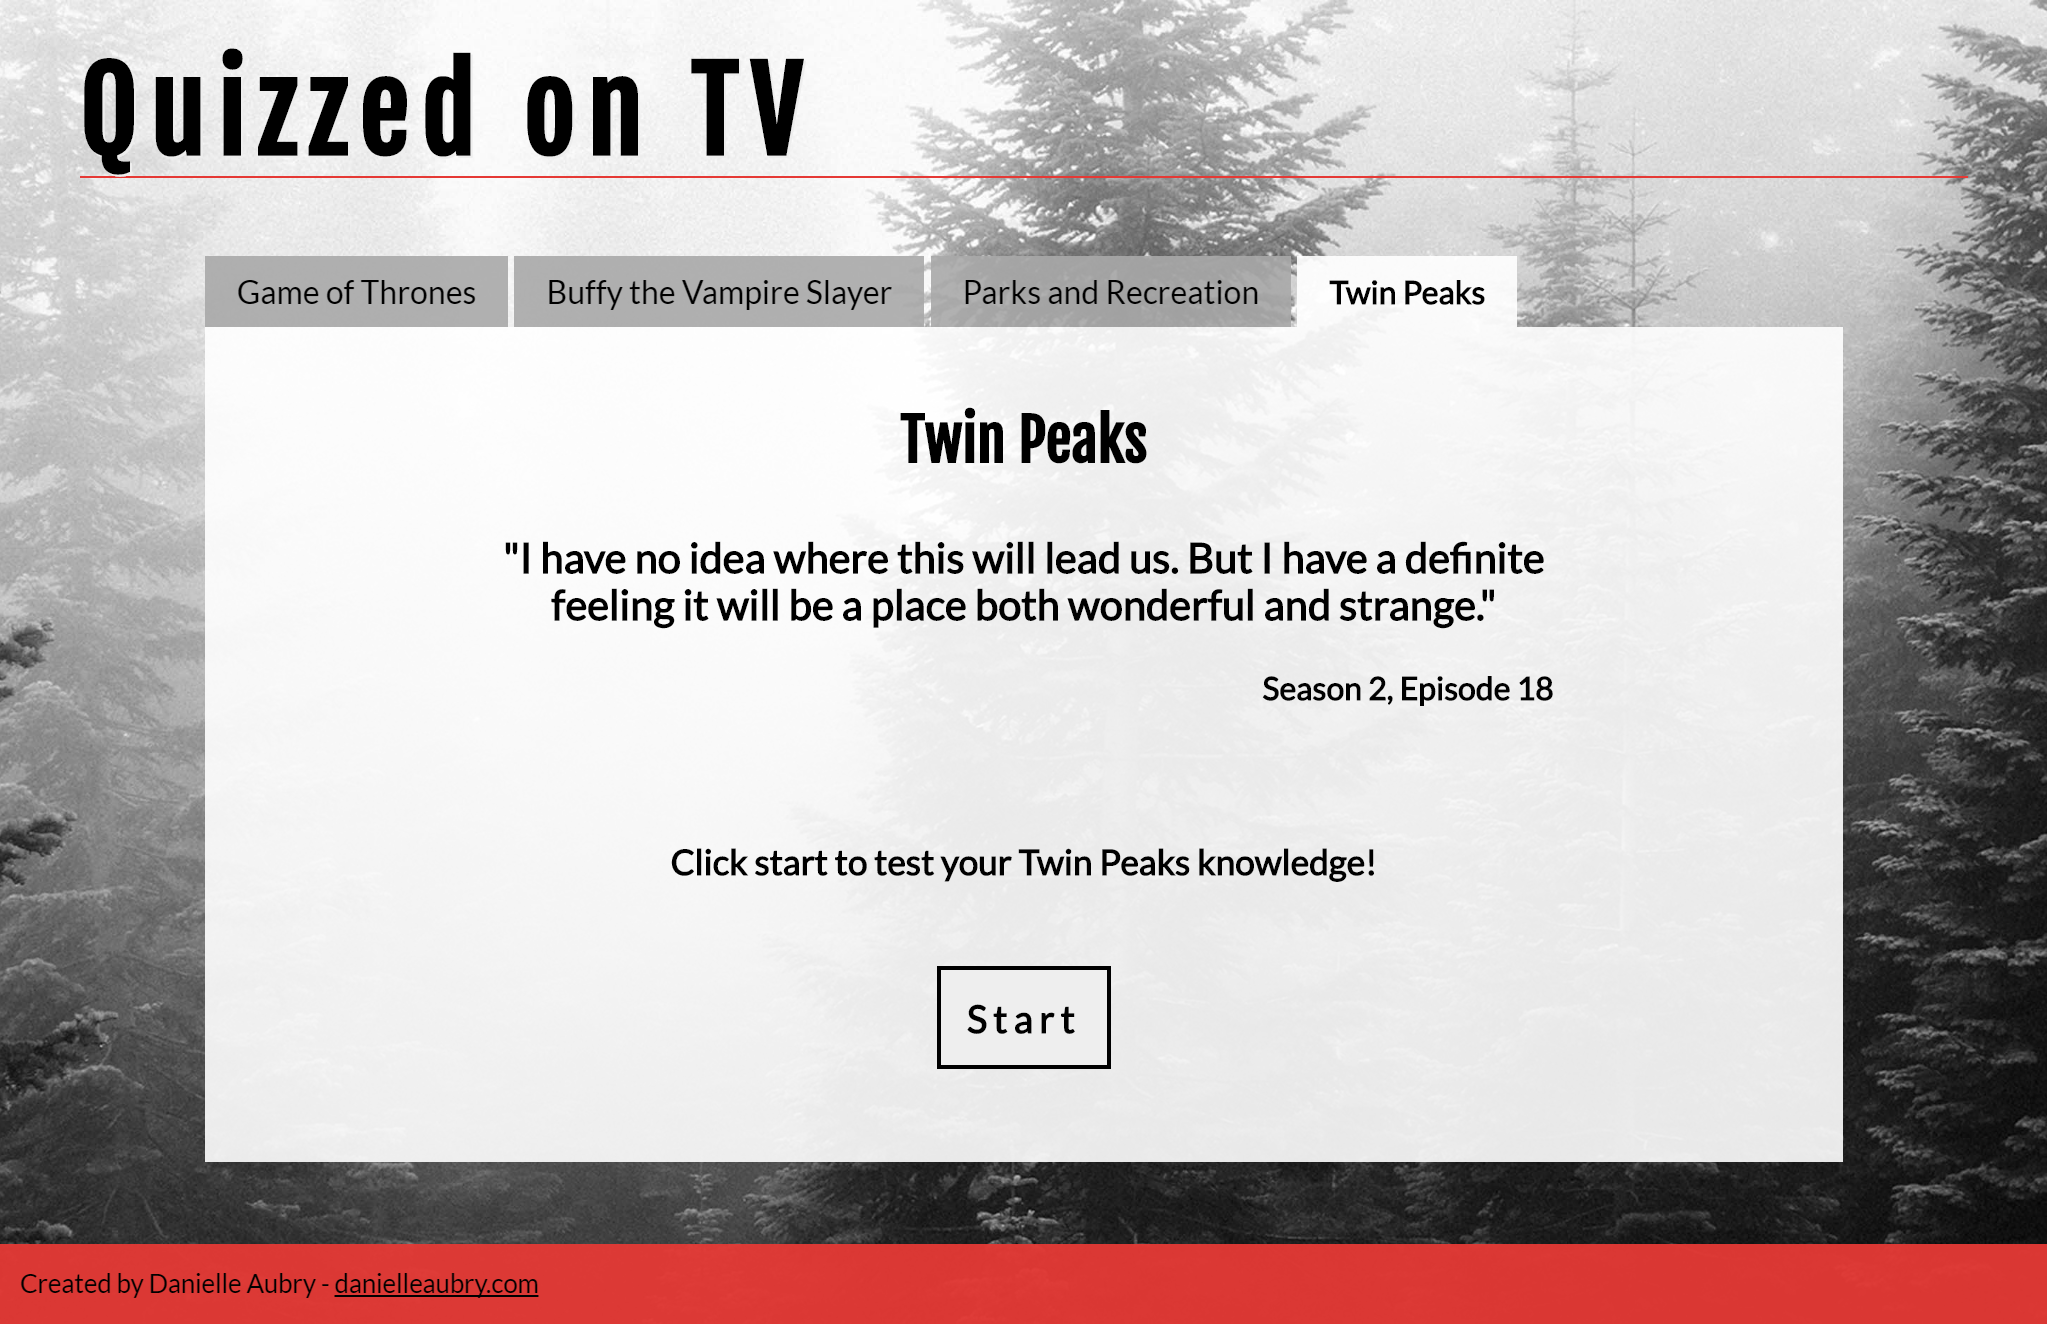 Quizzed on TV
Game of Thrones
Buffy the Vampire Slayer
Parks and Recreation
Twin Peaks
Twin Peaks
"I have no idea where this will lead us. But I have a definite
feeling it will be a place both wonderful and strange."
Season 2, Episode 18
Click start to test your Twin Peaks knowledge!
Start
Created by Danielle Aubry - danielleaubry.com